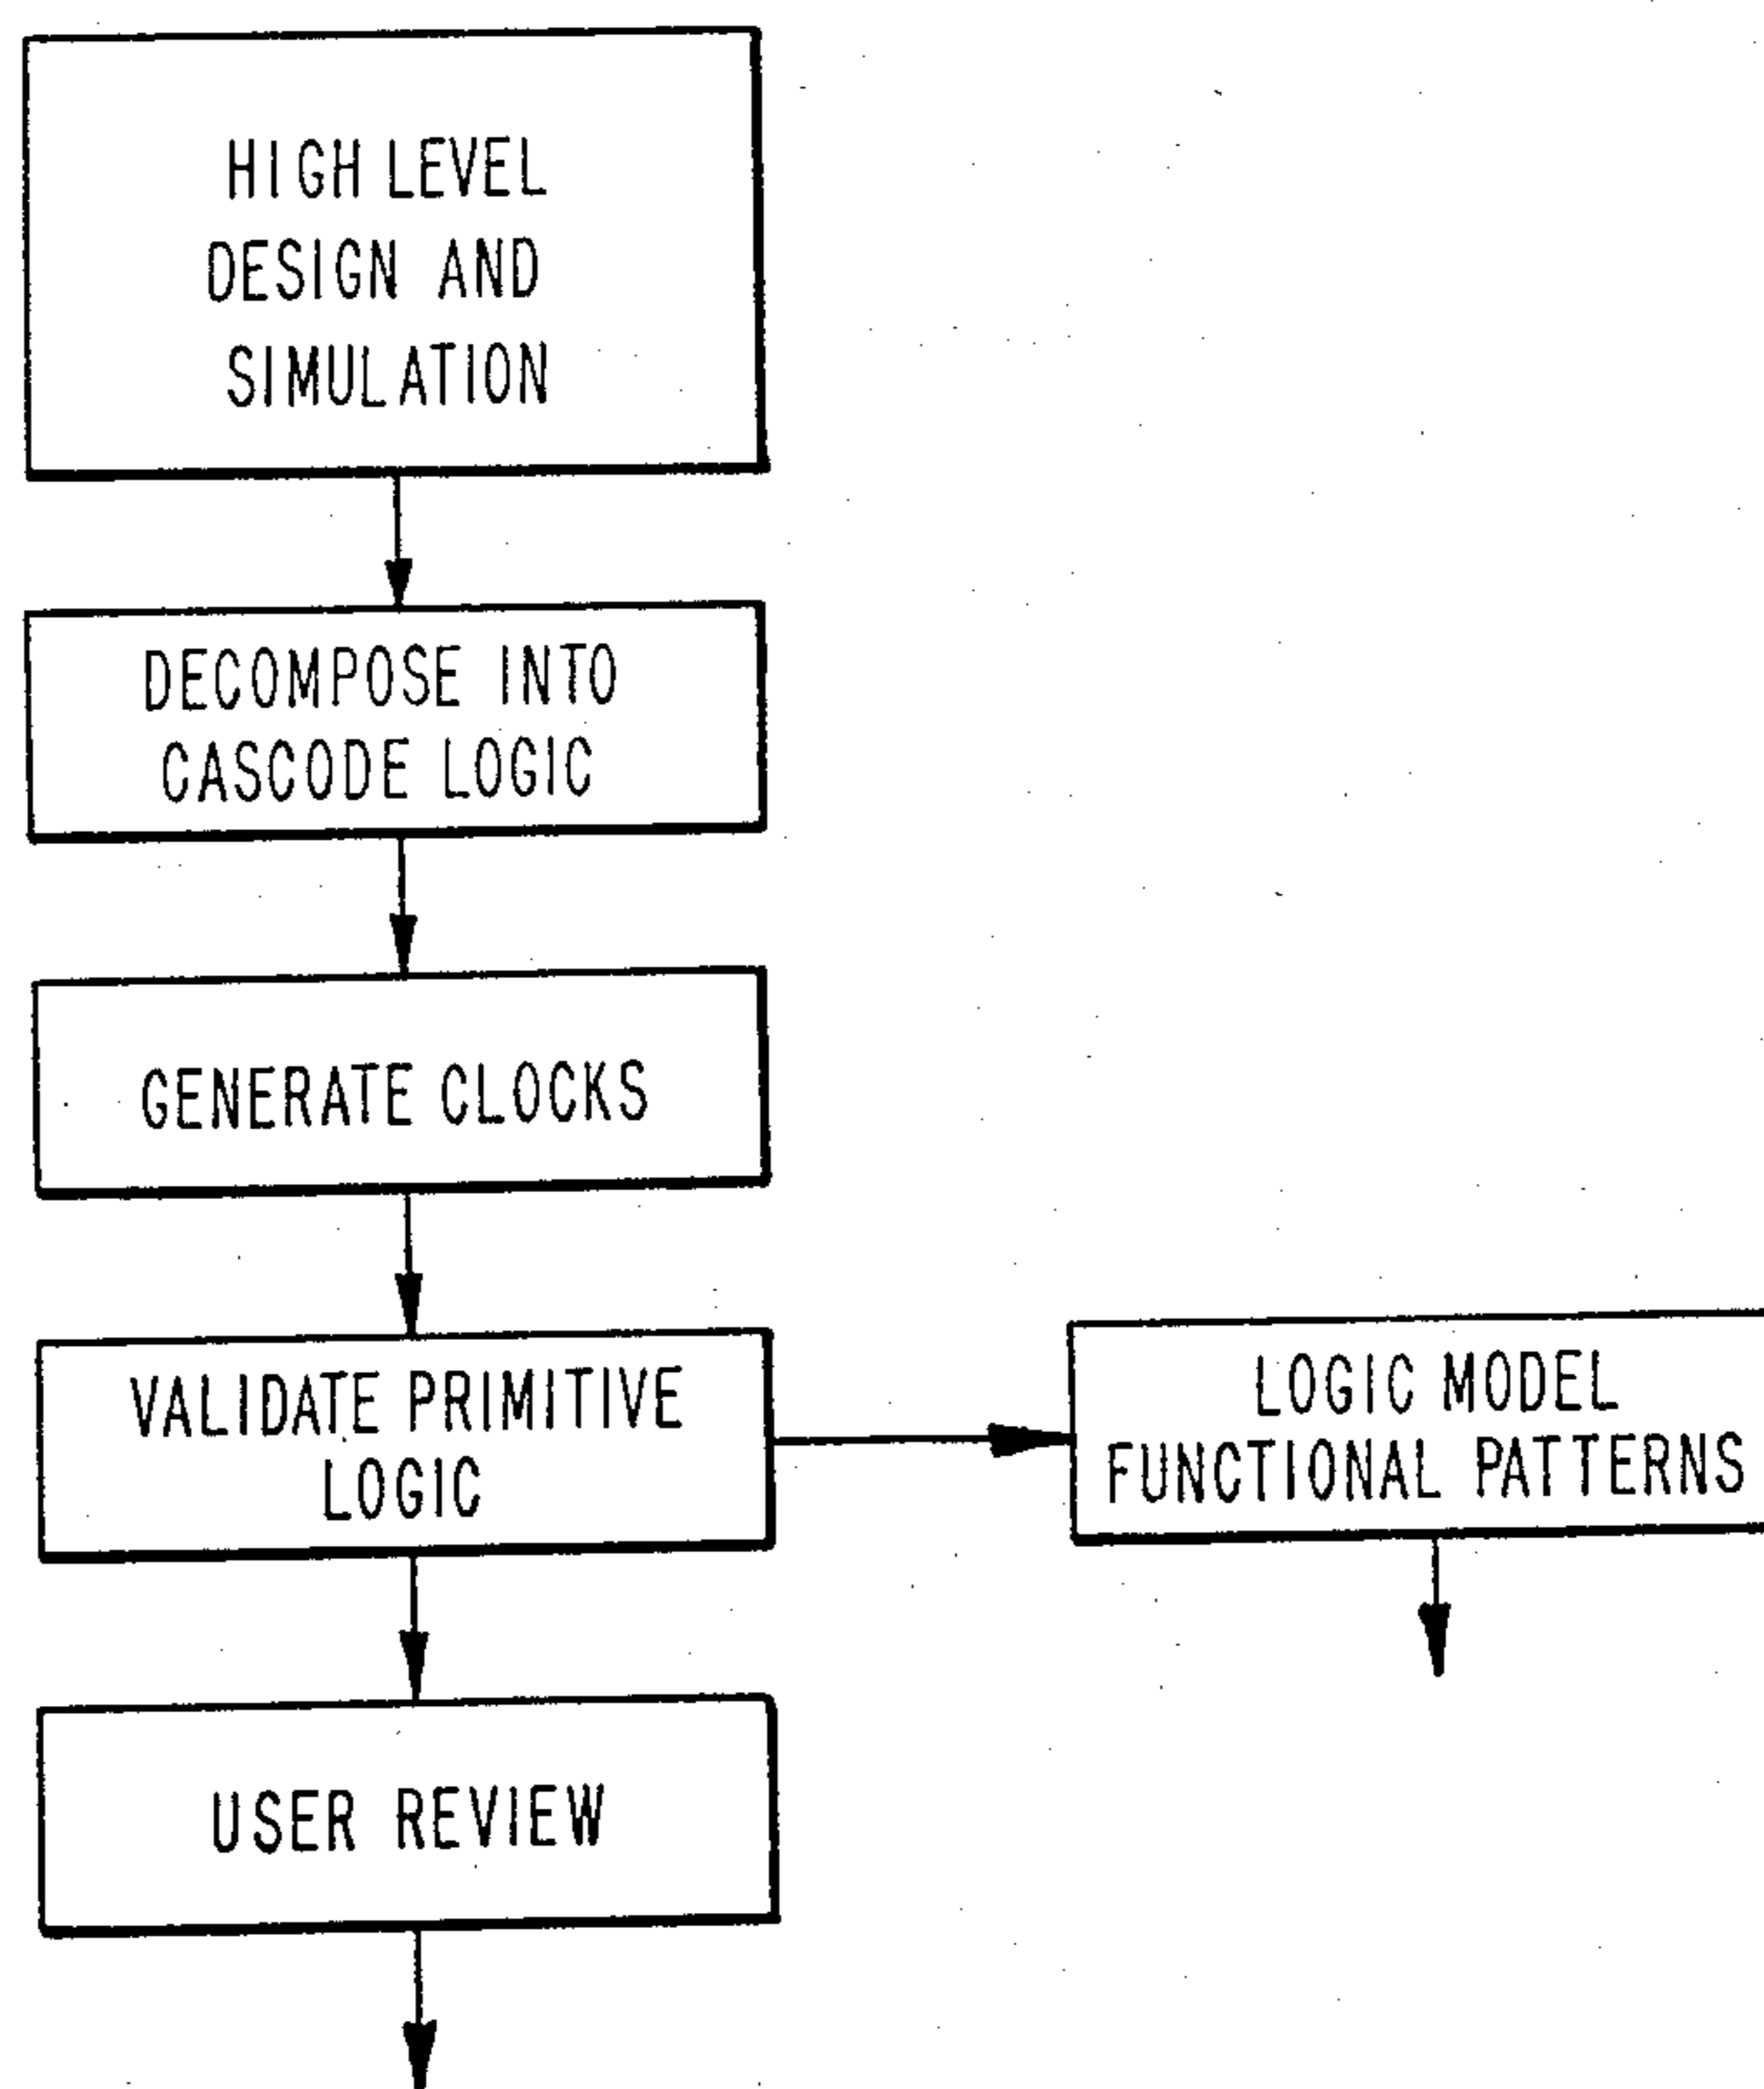 HIGH LEVEL
DESIGN AND
SIMULATION
DECOMPOSE INTO
CASCODE LOGIC
GENERATE CLOCKS
VALIDATE PRIMITIVE
LOGIC
LOGIC MODEL
FUNCTIONAL PATTERNS
USER REVIEW